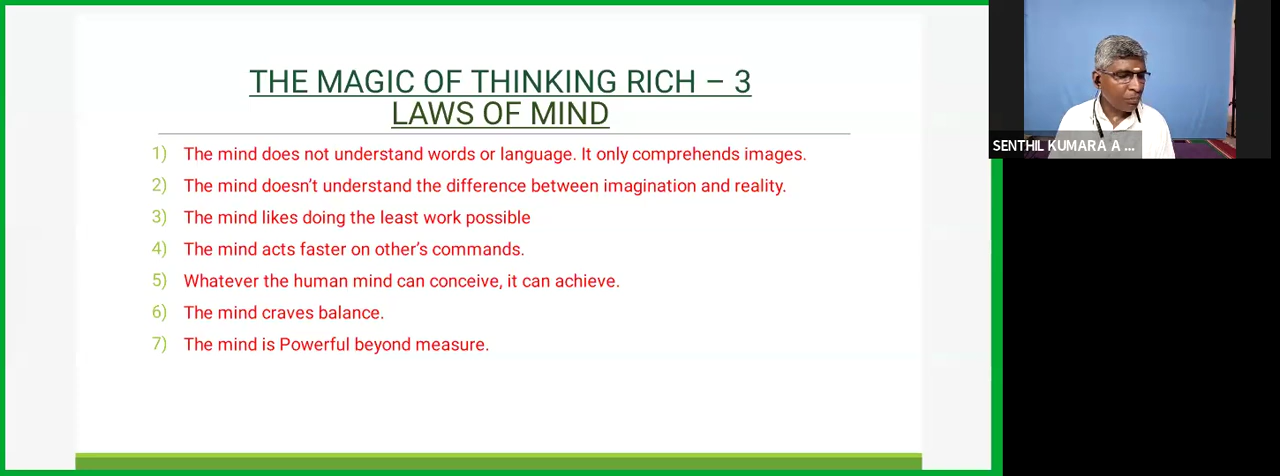 THE MAGIC OF THINKING RICH – 3
LAWS OF MIND
1) The mind does not understand words or language. It only comprehends images.
2) The mind doesn’t understand the difference between imagination and reality.
3) The mind likes doing the least work possible
4) The mind acts faster on other’s commands.
5) Whatever the human mind can conceive, it can achieve.
6) The mind craves balance.
7) The mind is Powerful beyond measure.
SENTHIL KUMARA A ...